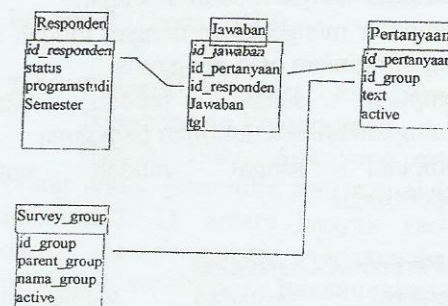 Responden
id_responden
status
programstudi
Semester
Jawaban
id_jawaban
id_pertanyaan
id_responden
Jawaban
tgl
Pertanyaan
id_pertanyaan
id_group
text
active
Survey_group
id_group
parent_group
nama_group
active